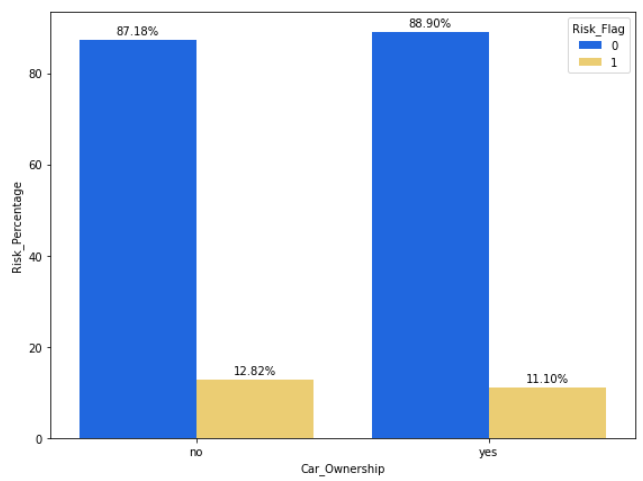 87.18%
88.90%
Risk_Flag
0
1
80
60
Risk_Percentage
40
20
12.82%
11.10%
0
no
yes
Car_Ownership